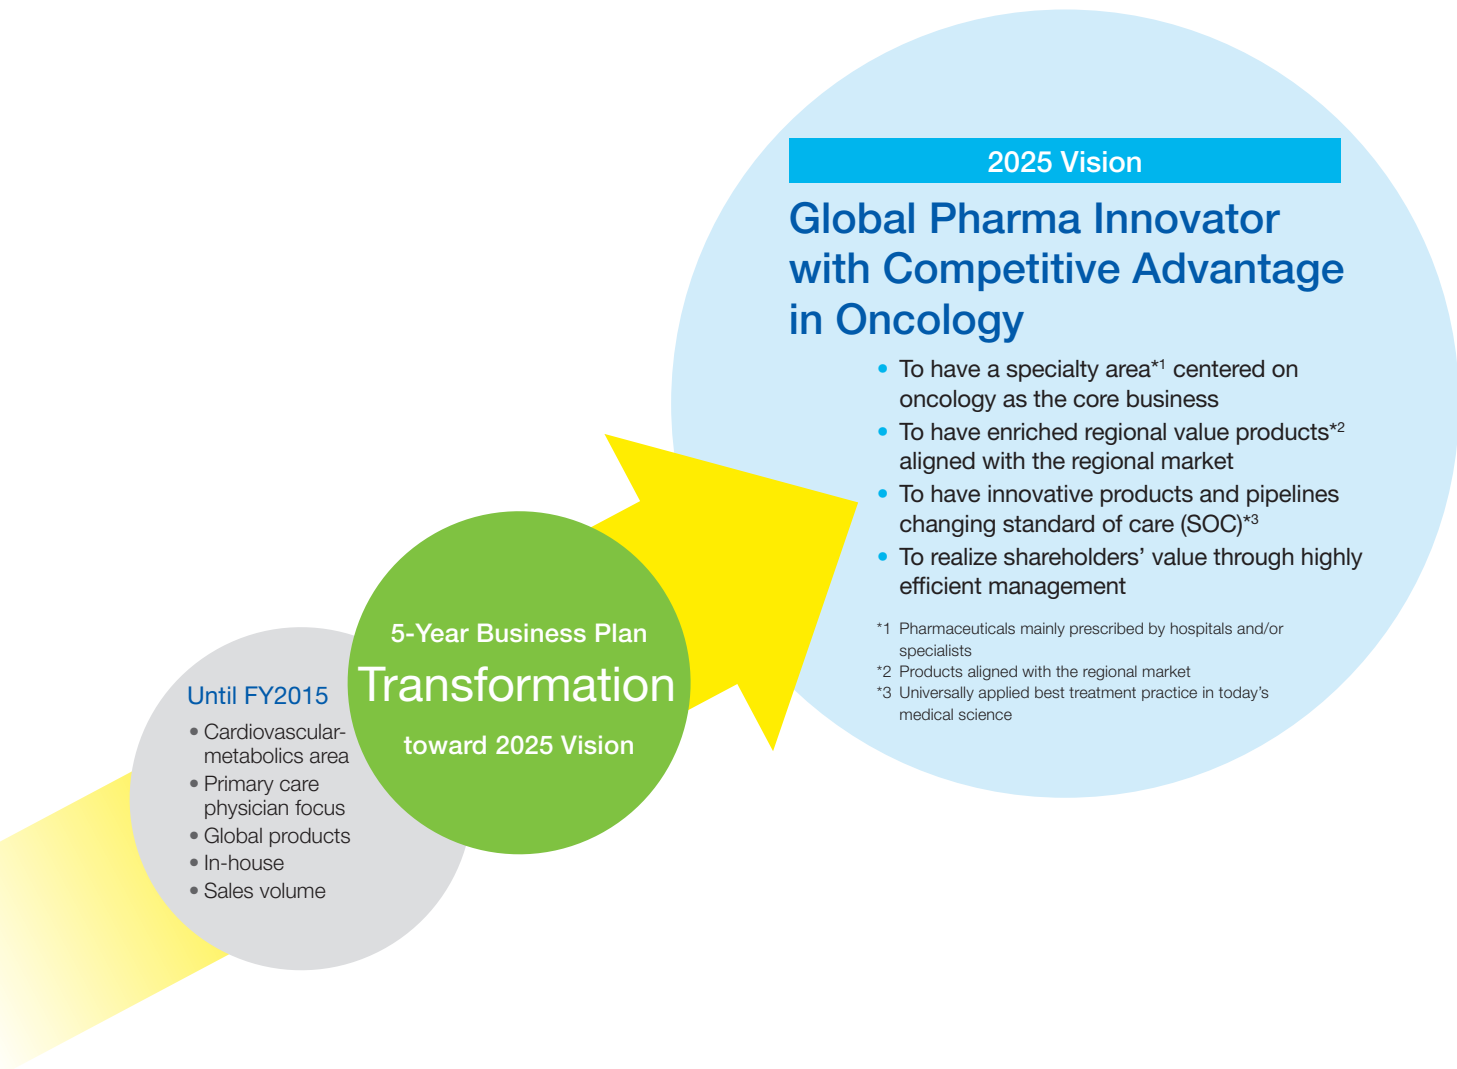 2025 Vision
Global Pharma Innovator
with Competitive Advantage
in Oncology
• To have a specialty area*1 centered on
oncology as the core business
• To have enriched regional value products*2
aligned with the regional market
• To have innovative products and pipelines
changing standard of care (SOC)*3
• To realize shareholders’ value through highly
efficient management
*1 Pharmaceuticals mainly prescribed by hospitals and/or
specialists
*2 Products aligned with the regional market
*3 Universally applied best treatment practice in today’s
medical science
5-Year Business Plan
Transformation
toward 2025 Vision
Until FY2015
• Cardiovascular-
metabolics area
• Primary care
physician focus
• Global products
• In-house
• Sales volume